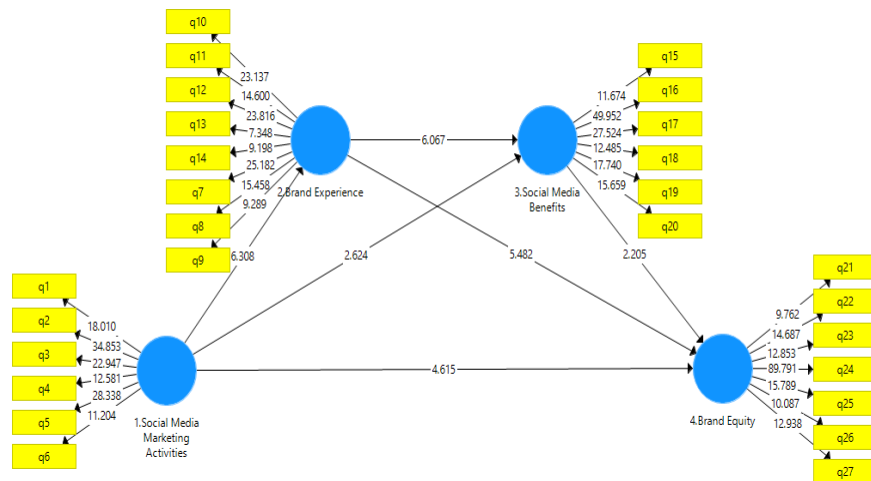 q10
q11
q12
q13
q14
q7
q8
q9
23.137
14.600
23.816
7.348
9.198
25.182
15.458
9.289
2.Brand Experience
6.067
q15
q16
q17
q18
q19
q20
11.674
49.952
27.524
12.485
17.740
15.659
3.Social Media
Benefits
6.308
2.624
5.482
2.205
q1
q2
q3
q4
q5
q6
18.010
34.853
22.947
12.581
28.338
11.204
1.Social Media
Marketing
Activities
4.615
q21
q22
q23
q24
q25
q26
q27
9.762
14.687
12.853
89.791
15.789
10.087
12.938
4.Brand Equity